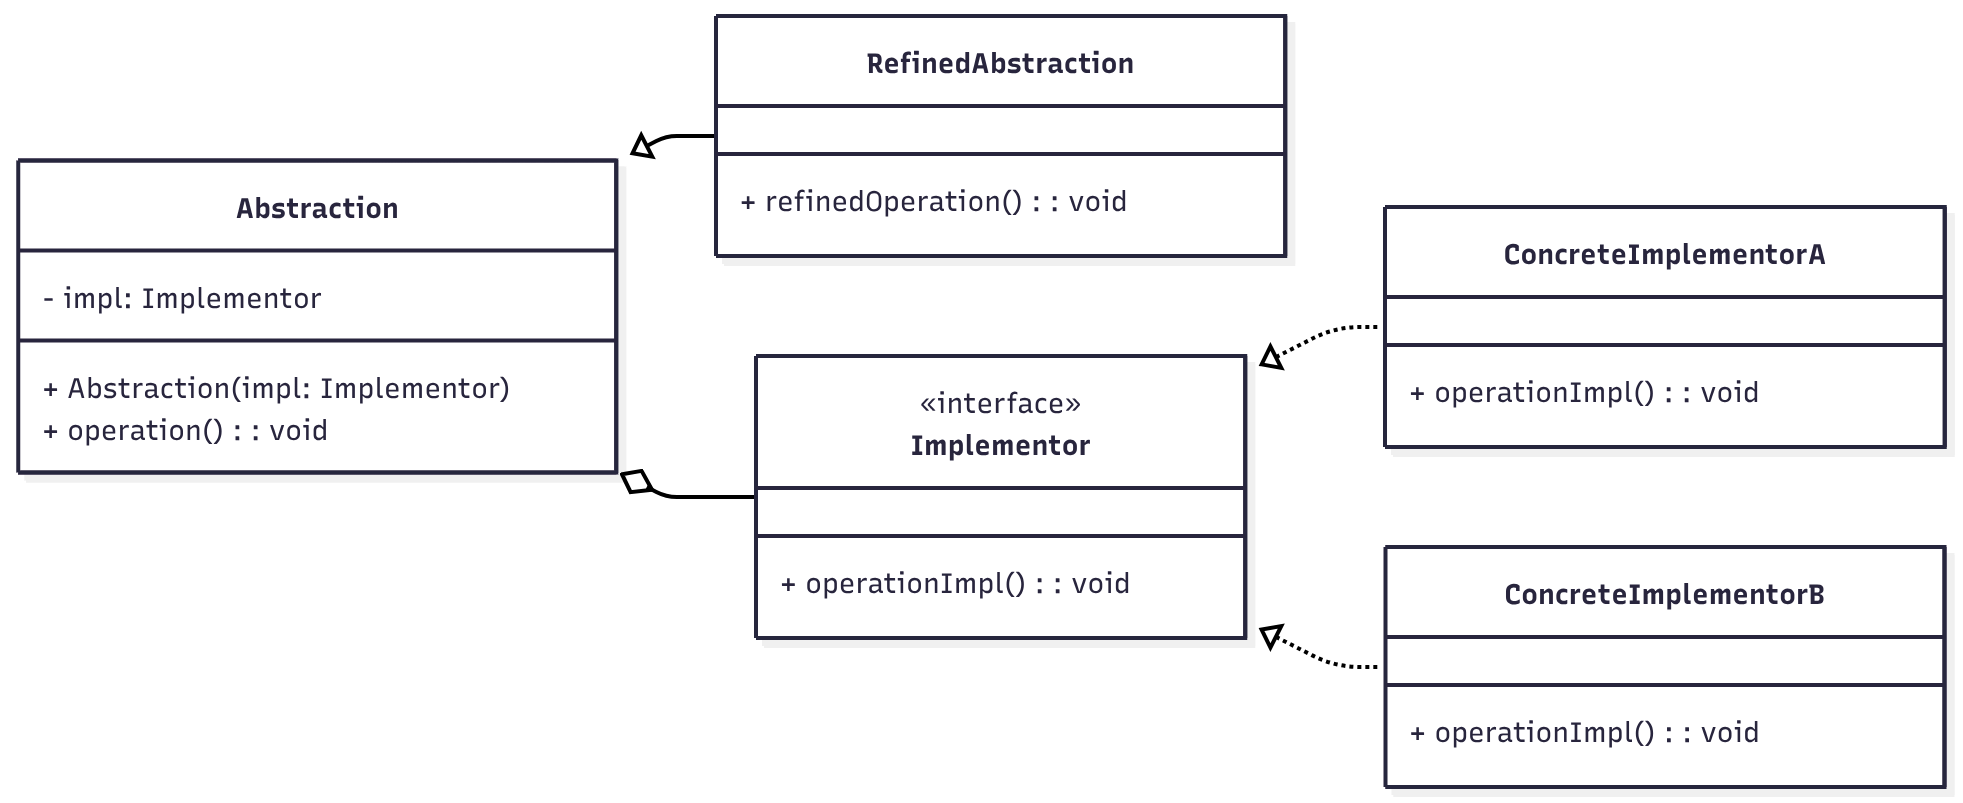 RefinedAbstraction
+ refinedOperation() : : void
Abstraction
- impl: Implementor
+ Abstraction(impl: Implementor)
+ operation() : : void
«interface»
Implementor
+ operationImpl() : : void
ConcreteImplementorA
+ operationImpl() : : void
ConcreteImplementorB
+ operationImpl() : : void